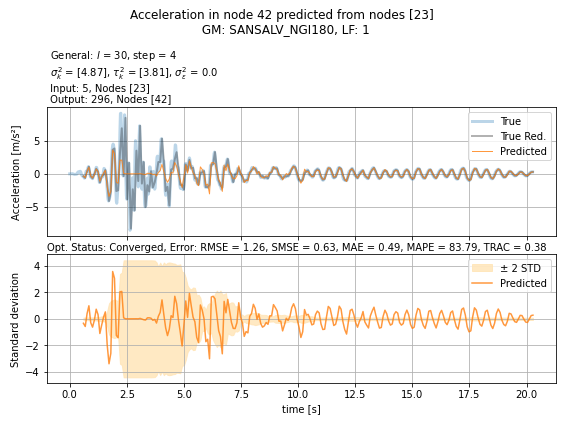 Acceleration in node 42 predicted from nodes [23]
GM: SANSALV_NGI180, LF: 1
General: l = 30, step = 4
σ_k^2 = [4.87], τ_k^2 = [3.81], σ_ε^2 = 0.0
Input: 5, Nodes [23]
Output: 296, Nodes [42]
Acceleration [m/s²]
5
0
−5
True
True Red.
Predicted
Opt. Status: Converged, Error: RMSE = 1.26, SMSE = 0.63, MAE = 0.49, MAPE = 83.79, TRAC = 0.38
Standard deviation
4
2
0
−2
−4
± 2 STD
Predicted
0.0 2.5 5.0 7.5 10.0 12.5 15.0 17.5 20.0
time [s]